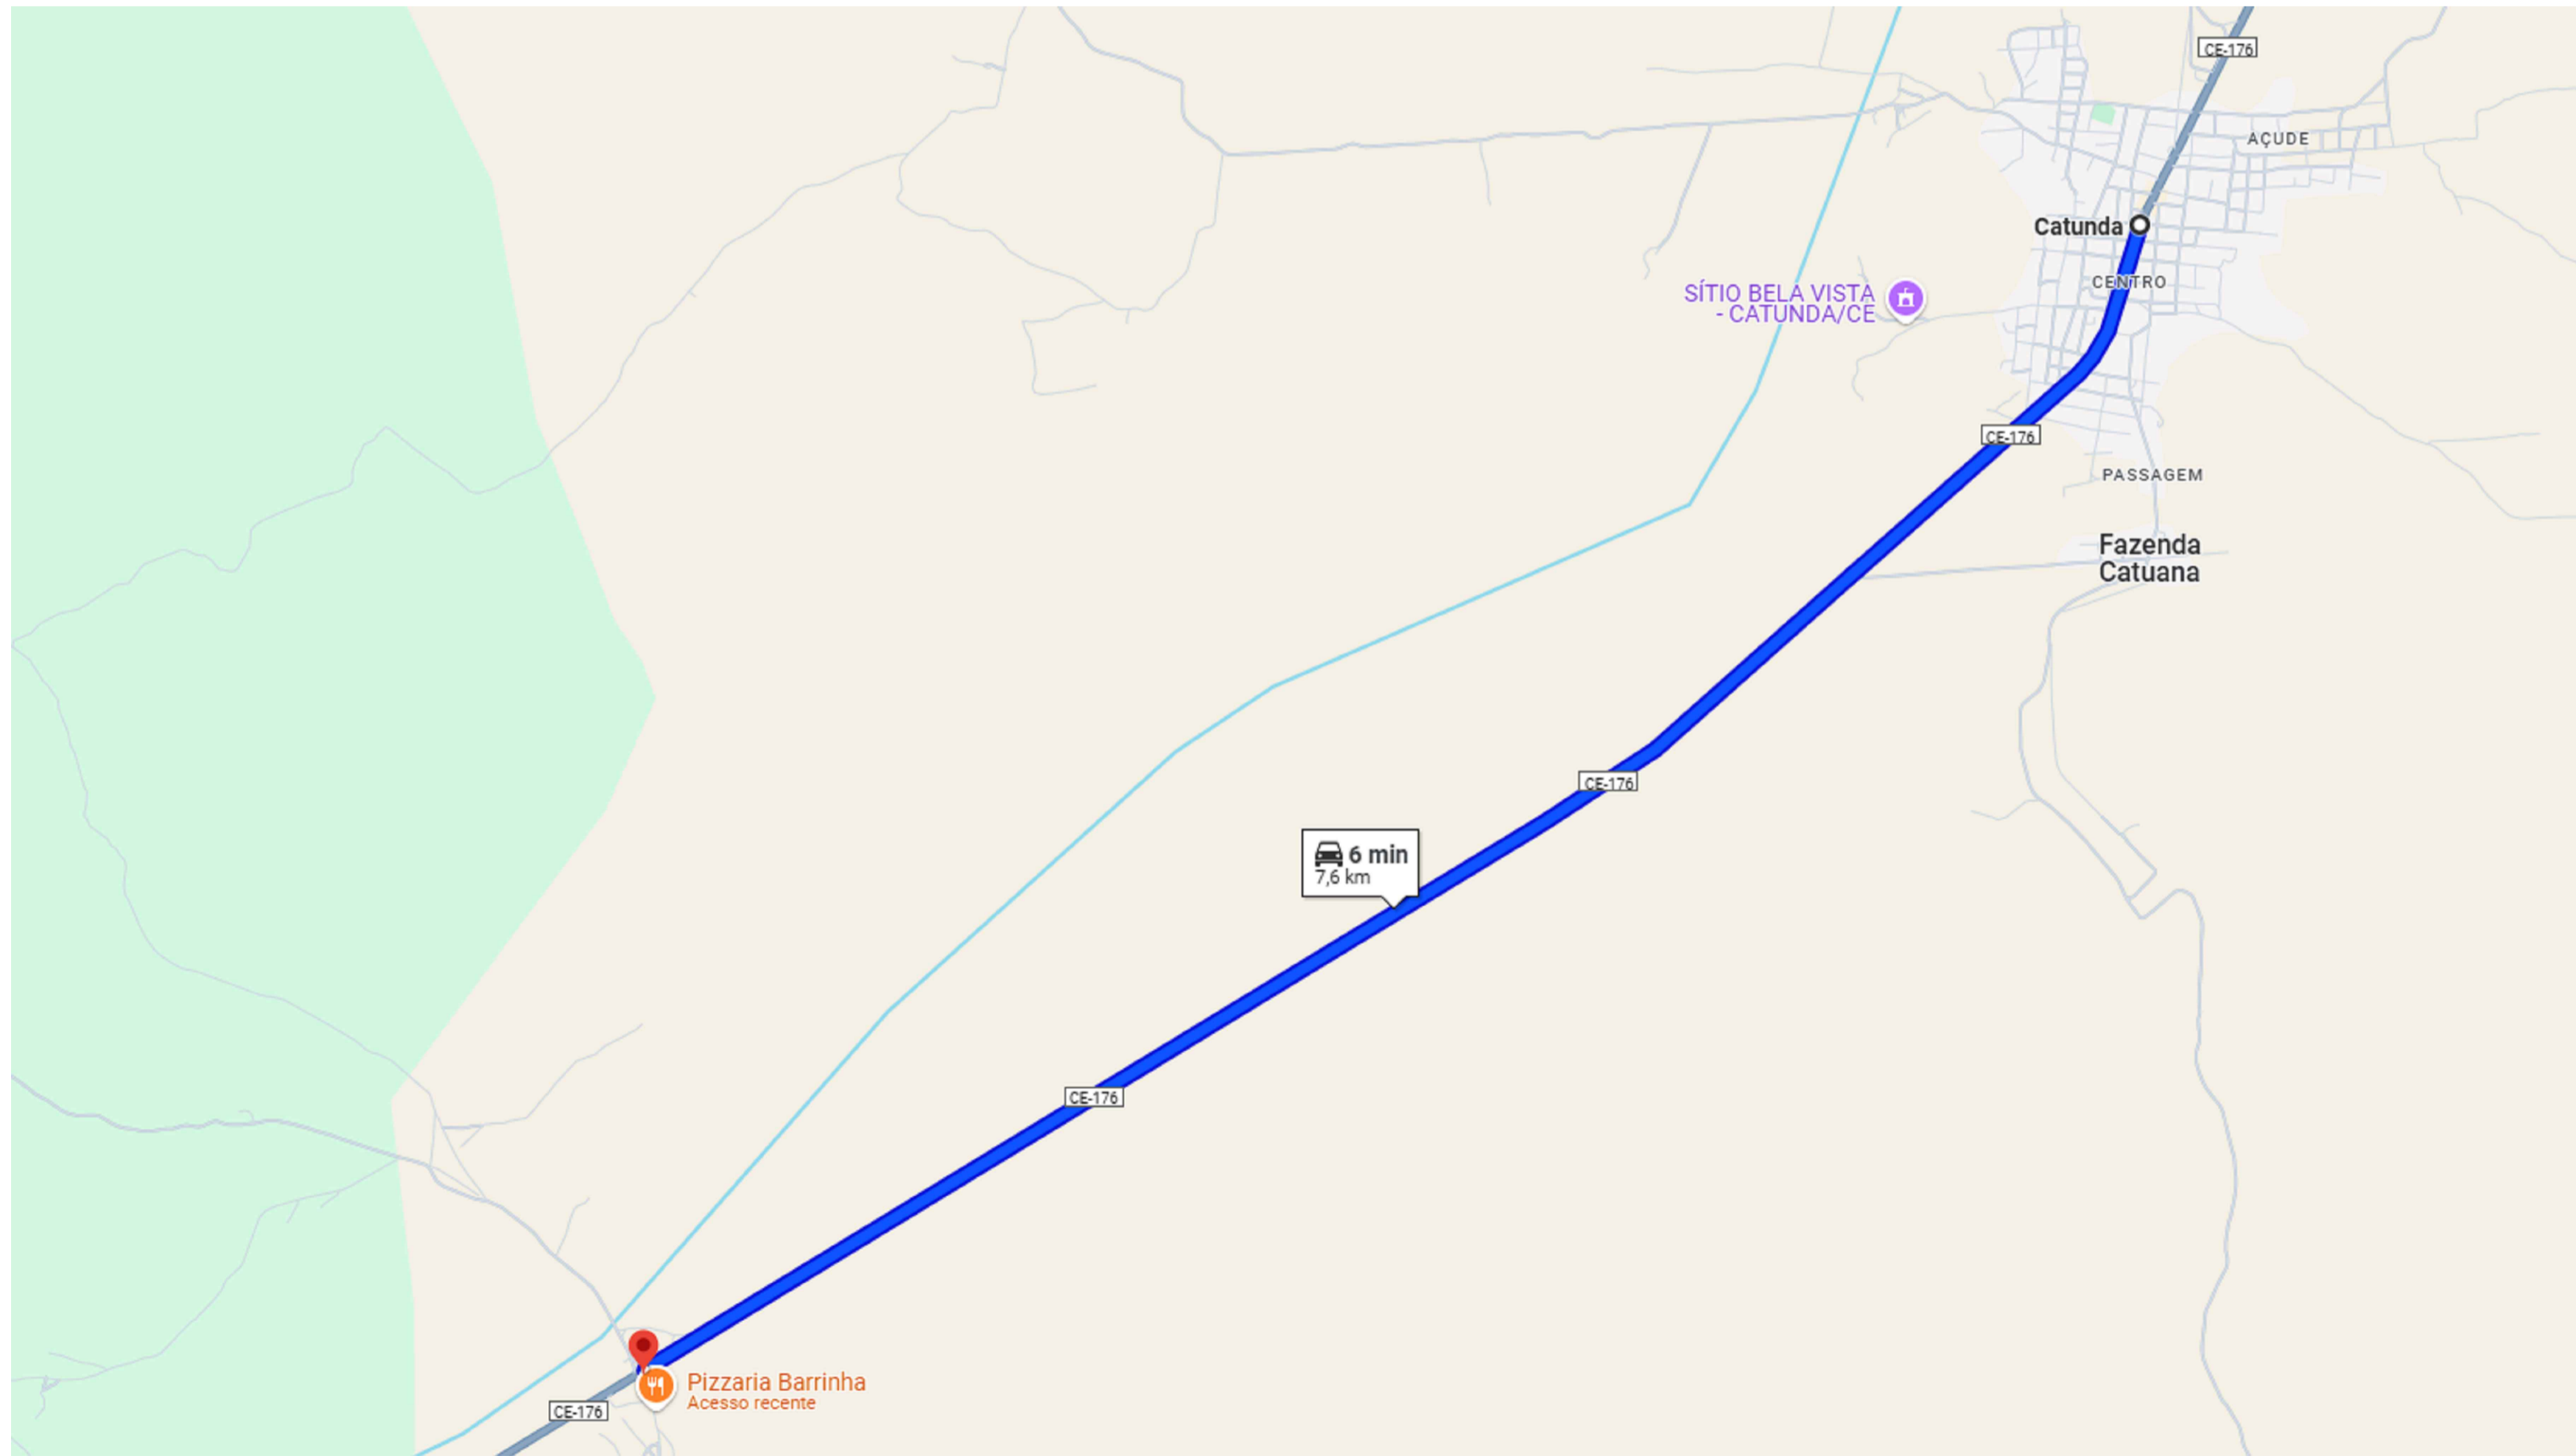 CE-176
AÇUDE
Catunda
CENTRO
SÍTIO BELA VISTA
- CATUNDA/CE
CE-176
PASSAGEM
Fazenda
Catuana
CE-176
6 min
7,6 km
CE-176
Pizzaria Barrinha
Acesso recente
CE-176